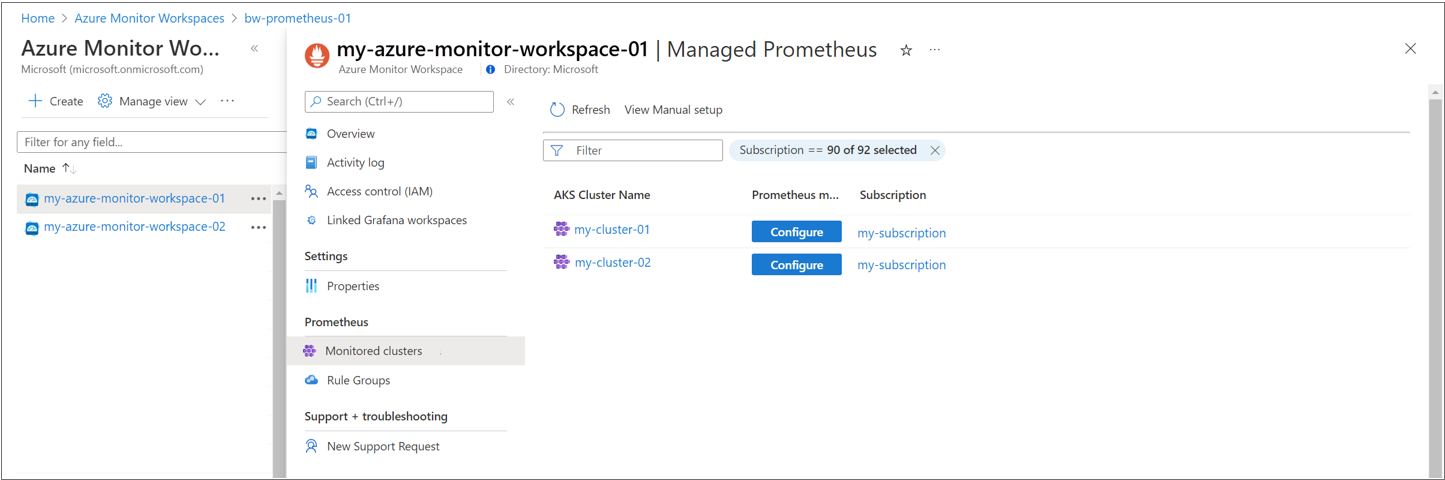 Home > Azure Monitor Workspaces > bw-prometheus-01
Azure Monitor Wo... «
Microsoft (microsoft.onmicrosoft.com)
+ Create Manage view ...
Filter for any field...
Name ↑↓
my-azure-monitor-workspace-01 ...
my-azure-monitor-workspace-02 ...
my-azure-monitor-workspace-01 | Managed Prometheus ...
Azure Monitor Workspace Directory: Microsoft
Search (Ctrl+/) «
Overview
Activity log
Access control (IAM)
Linked Grafana workspaces
Settings
Properties
Prometheus
Monitored clusters
Rule Groups
Support + troubleshooting
New Support Request
Refresh View Manual setup
Filter Subscription == 90 of 92 selected
AKS Cluster Name Prometheus m... Subscription
my-cluster-01 Configure my-subscription
my-cluster-02 Configure my-subscription